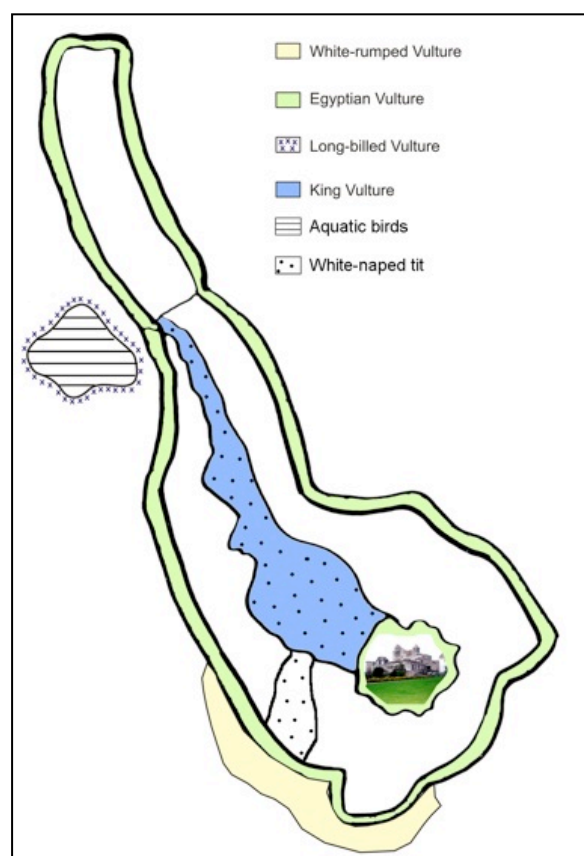 White-rumped Vulture
Egyptian Vulture
Long-billed Vulture
King Vulture
Aquatic birds
White-naped tit